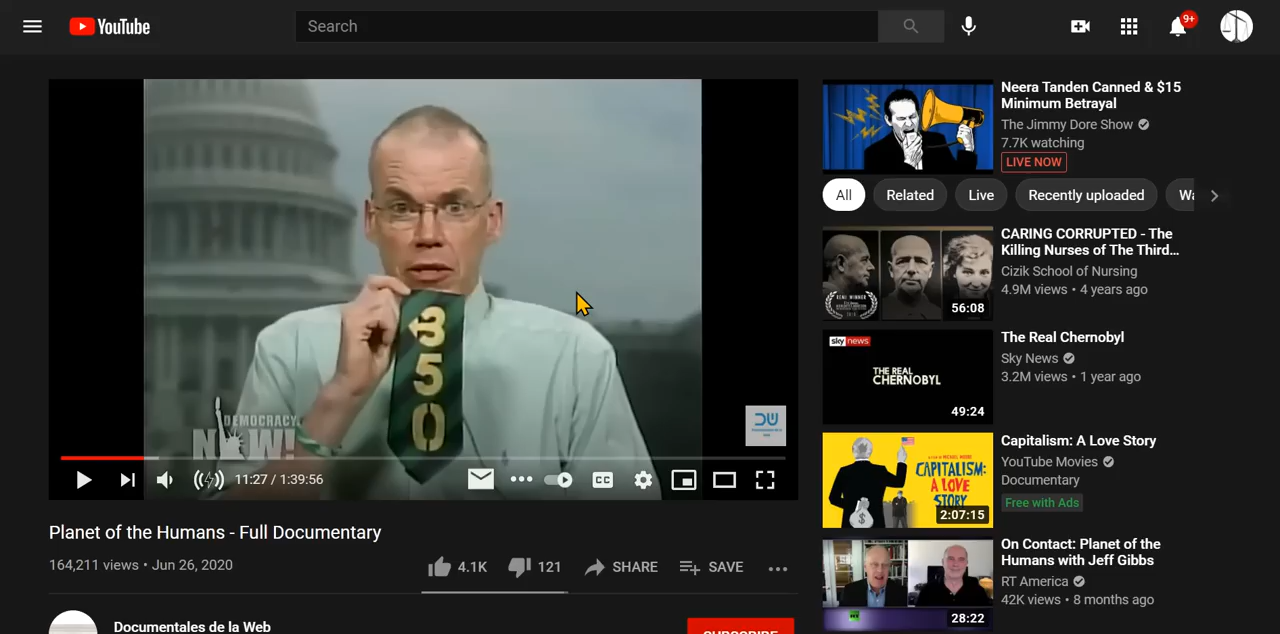 YouTube
Search
9+
350
DEMOCRACY
NOW!
CC
11:27 / 1:39:56
Planet of the Humans - Full Documentary
164,211 views • Jun 26, 2020
4.1K
121
SHARE
SAVE
Documentales de la Web
SUBSCRIBE
Neera Tanden Canned & $15
Minimum Betrayal
The Jimmy Dore Show
7.7K watching
LIVE NOW
All
Related
Live
Recently uploaded
CARING CORRUPTED - The
Killing Nurses of The Third...
Cizik School of Nursing
4.9M views • 4 years ago
56:08
sky news
THE REAL
CHERNOBYL
49:24
The Real Chernobyl
Sky News
3.2M views • 1 year ago
CAPITALISM:
A LOVE
STORY
2:07:15
Capitalism: A Love Story
YouTube Movies
Documentary
Free with Ads
On Contact: Planet of the
Humans with Jeff Gibbs
RT America
42K views • 8 months ago
28:22